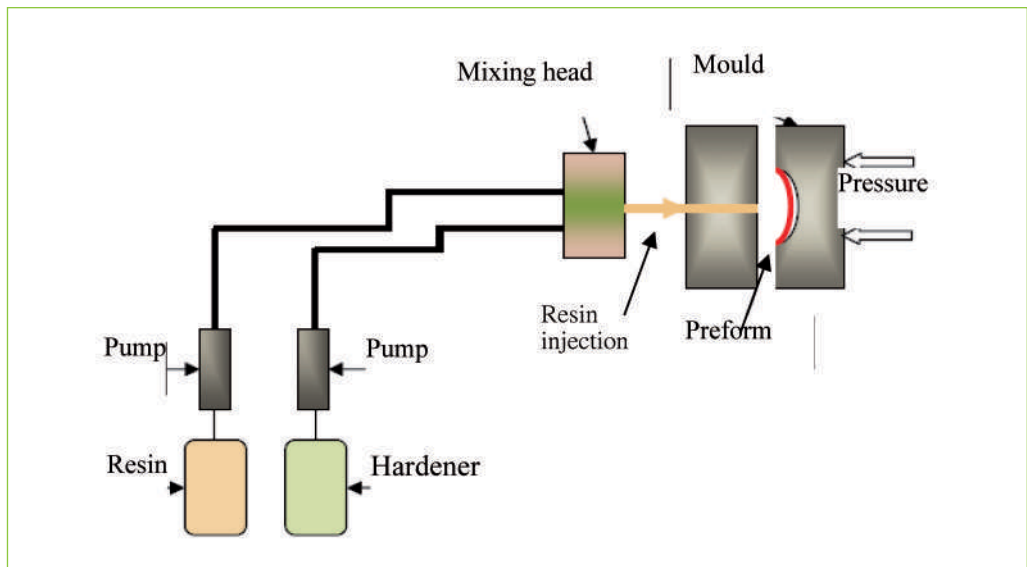 Mould
Mixing head
Pressure
Resin
injection
Preform
Pump
Pump
Resin
Hardener